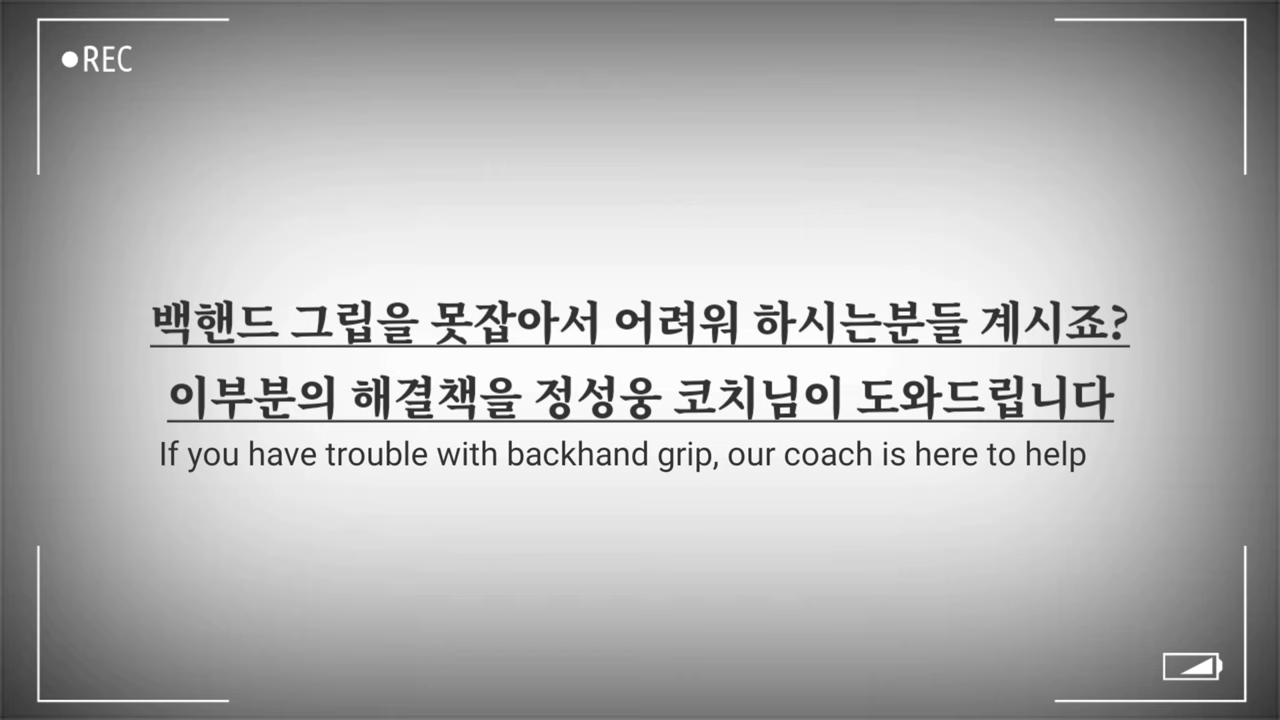 REC
백핸드 그립을 못잡아서 어려워 하시는분들 계시죠?
이부분의 해결책을 정성웅 코치님이 도와드립니다
If you have trouble with backhand grip, our coach is here to help